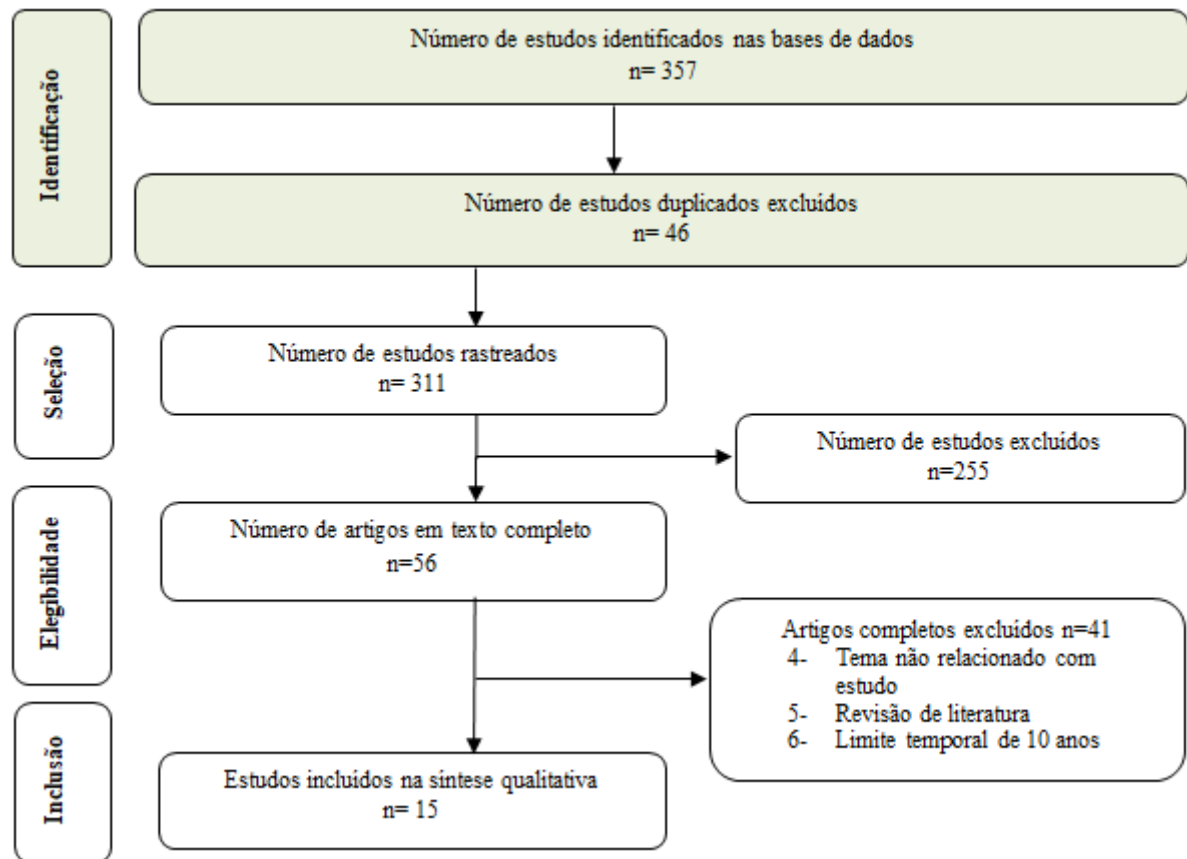 Identificação
Número de estudos identificados nas bases de dados
n= 357
Número de estudos duplicados excluídos
n= 46
Seleção
Número de estudos rastreados
n= 311
Número de estudos excluídos
n=255
Elegibilidade
Número de artigos em texto completo
n=56
Artigos completos excluídos n=41
4- Tema não relacionado com
estudo
5- Revisão de literatura
6- Limite temporal de 10 anos
Inclusão
Estudos incluidos na síntese qualitativa
n= 15